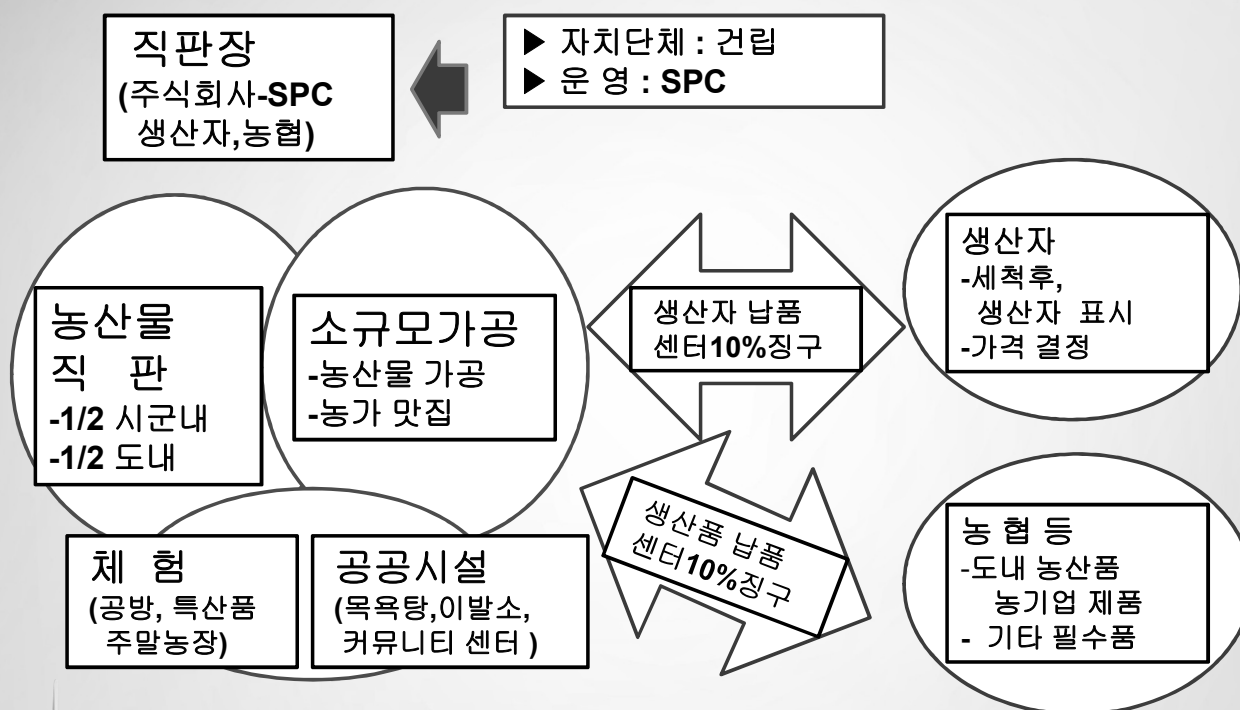 직판장
(주식회사-SPC
생산자,농협)
▶ 자치단체 : 건립
▶ 운 영 : SPC
농산물
직 판
-1/2 시군내
-1/2 도내
소규모가공
-농산물 가공
-농가 맛집
체 험
(공방, 특산품
주말농장)
공공시설
(목욕탕,이발소,
커뮤니티 센터 )
생산자 납품
센터10%징구
생산품 납품
센터10%징구
생산자
-세척후,
생산자 표시
-가격 결정
농 협 등
-도내 농산품
농기업 제품
- 기타 필수품